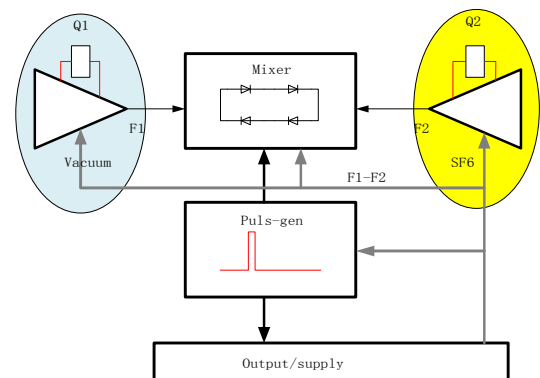 Q1
Q2
Mixer
F1
F2
Vacuum
SF6
F1-F2
Puls-gen
Output/supply